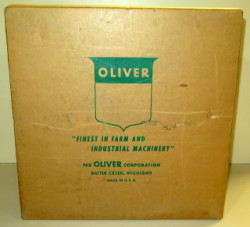 OLIVER
"FINEST IN FARM AND
INDUSTRIAL MACHINERY"
THE OLIVER CORPORATION
BATTLE CREEK, MICHIGAN
MADE IN U.S.A.